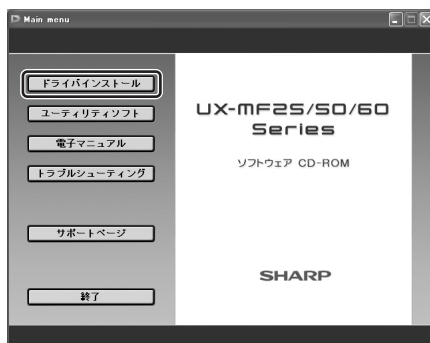 Main menu
ドライバインストール
ユーティリティソフト
電子マニュアル
トラブルシューティング
サポートページ
終了
UX-MF25/50/60
Series
ソフトウェア CD-ROM
SHARP